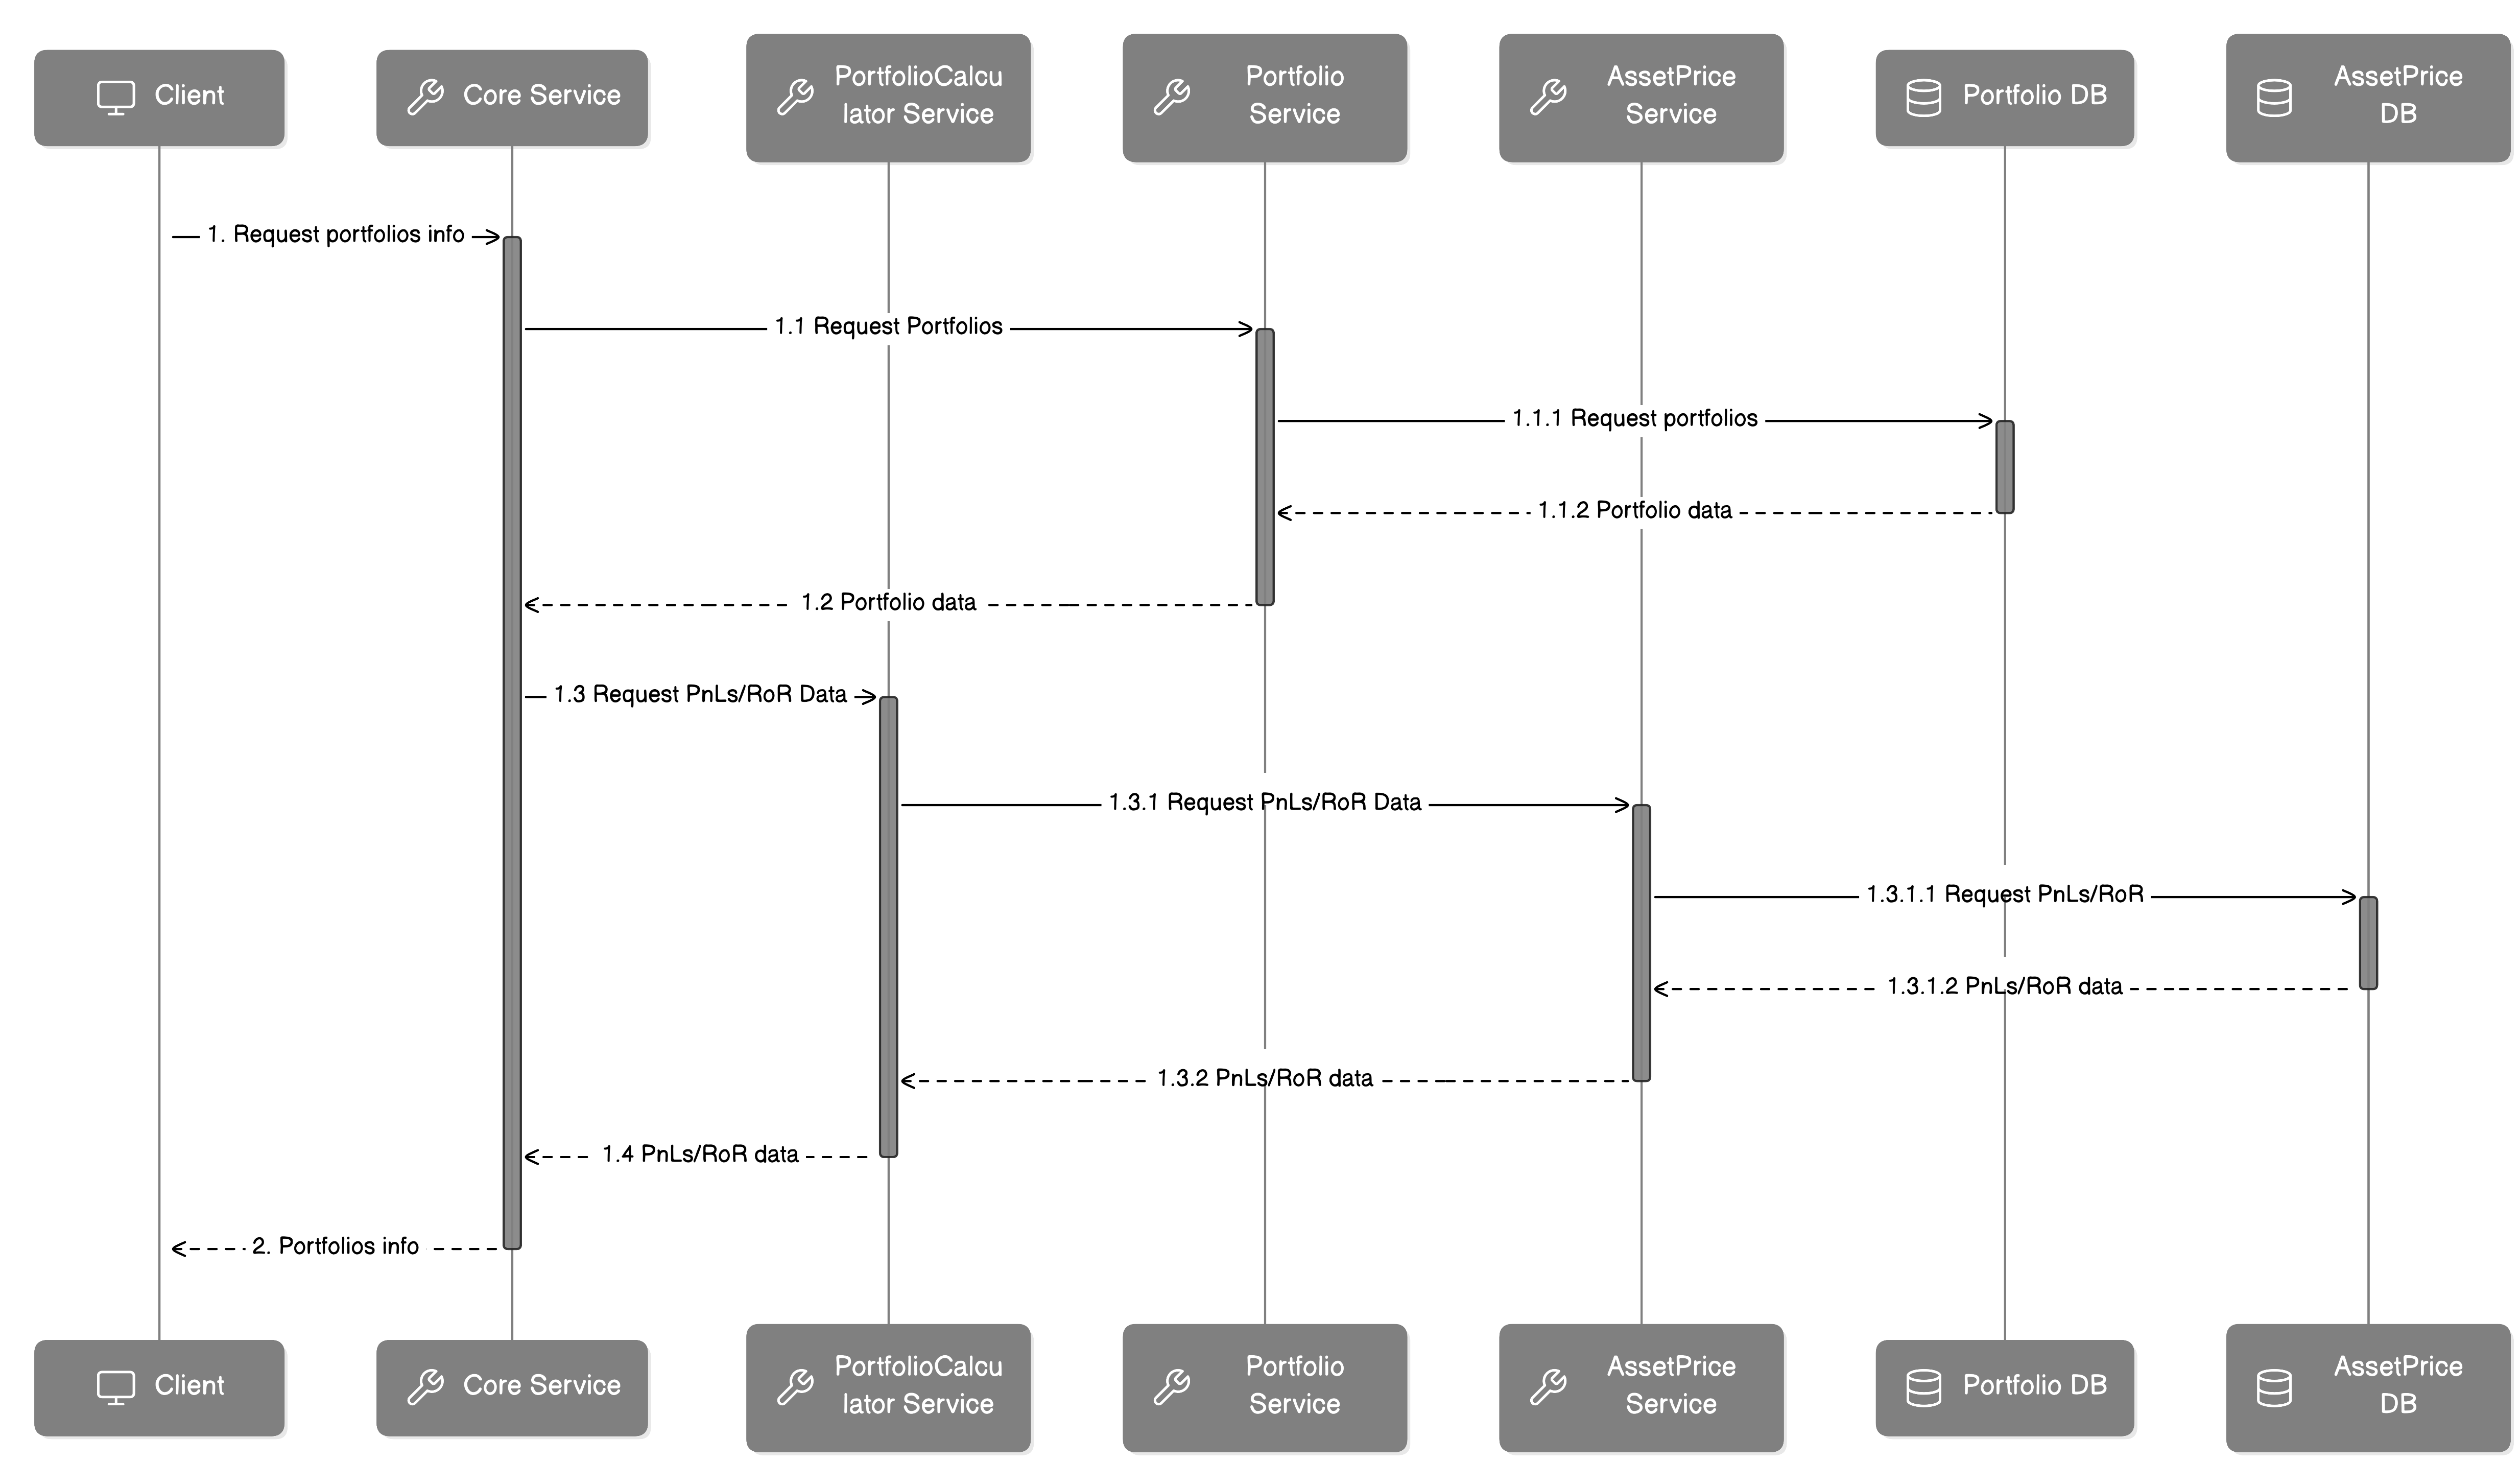 Client
Core Service
PortfolioCalcu
lator Service
Portfolio
Service
AssetPrice
Service
Portfolio DB
AssetPrice
DB
1. Request portfolios info
1.1 Request Portfolios
1.1.1 Request portfolios
1.1.2 Portfolio data
1.2 Portfolio data
1.3 Request PnLs/RoR Data
1.3.1 Request PnLs/RoR Data
1.3.1.1 Request PnLs/RoR
1.3.1.2 PnLs/RoR data
1.3.2 PnLs/RoR data
1.4 PnLs/RoR data
2. Portfolios info
Client
Core Service
PortfolioCalcu
lator Service
Portfolio
Service
AssetPrice
Service
Portfolio DB
AssetPrice
DB